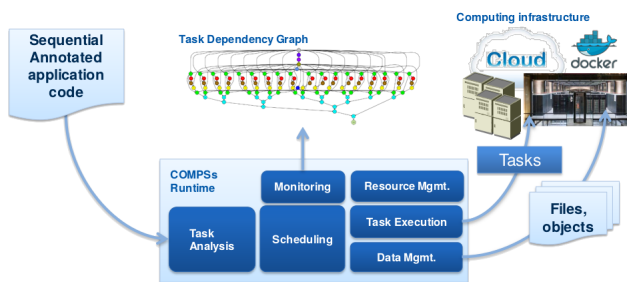 Sequential
Annotated
application
code
Task Dependency Graph
Computing infrastructure
Cloud
docker
Tasks
COMPSs
Runtime
Monitoring
Resource Mgmt.
Task
Analysis
Scheduling
Task Execution
Data Mgmt.
Files,
objects